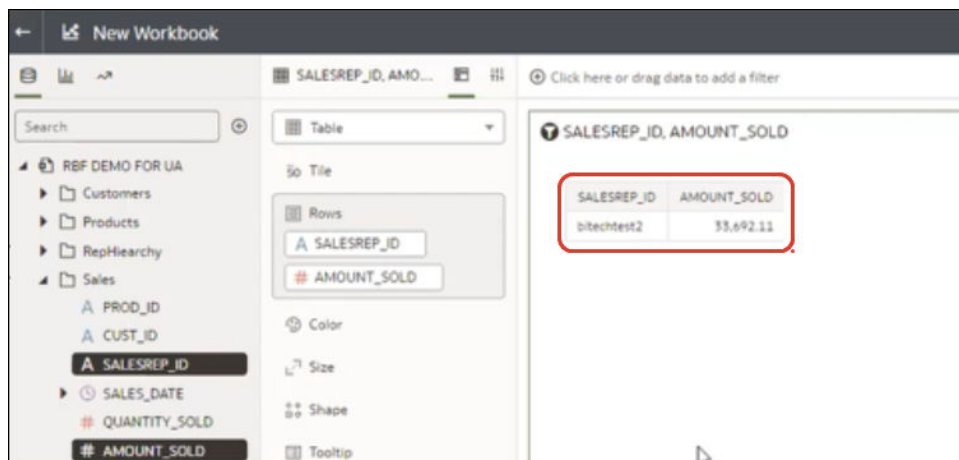 New Workbook
SALESREP_ID, AMO...
Click here or drag data to add a filter
Search
RBF DEMO FOR UA
Customers
Products
RepHiearchy
Sales
PROD_ID
CUST_ID
SALESREP_ID
SALES_DATE
QUANTITY_SOLD
AMOUNT_SOLD
Table
Tile
Rows
SALESREP_ID
AMOUNT_SOLD
Color
Size
Shape
Tooltip
SALESREP_ID, AMOUNT_SOLD
SALESREP_ID AMOUNT_SOLD
bitechtest2 33,692.11